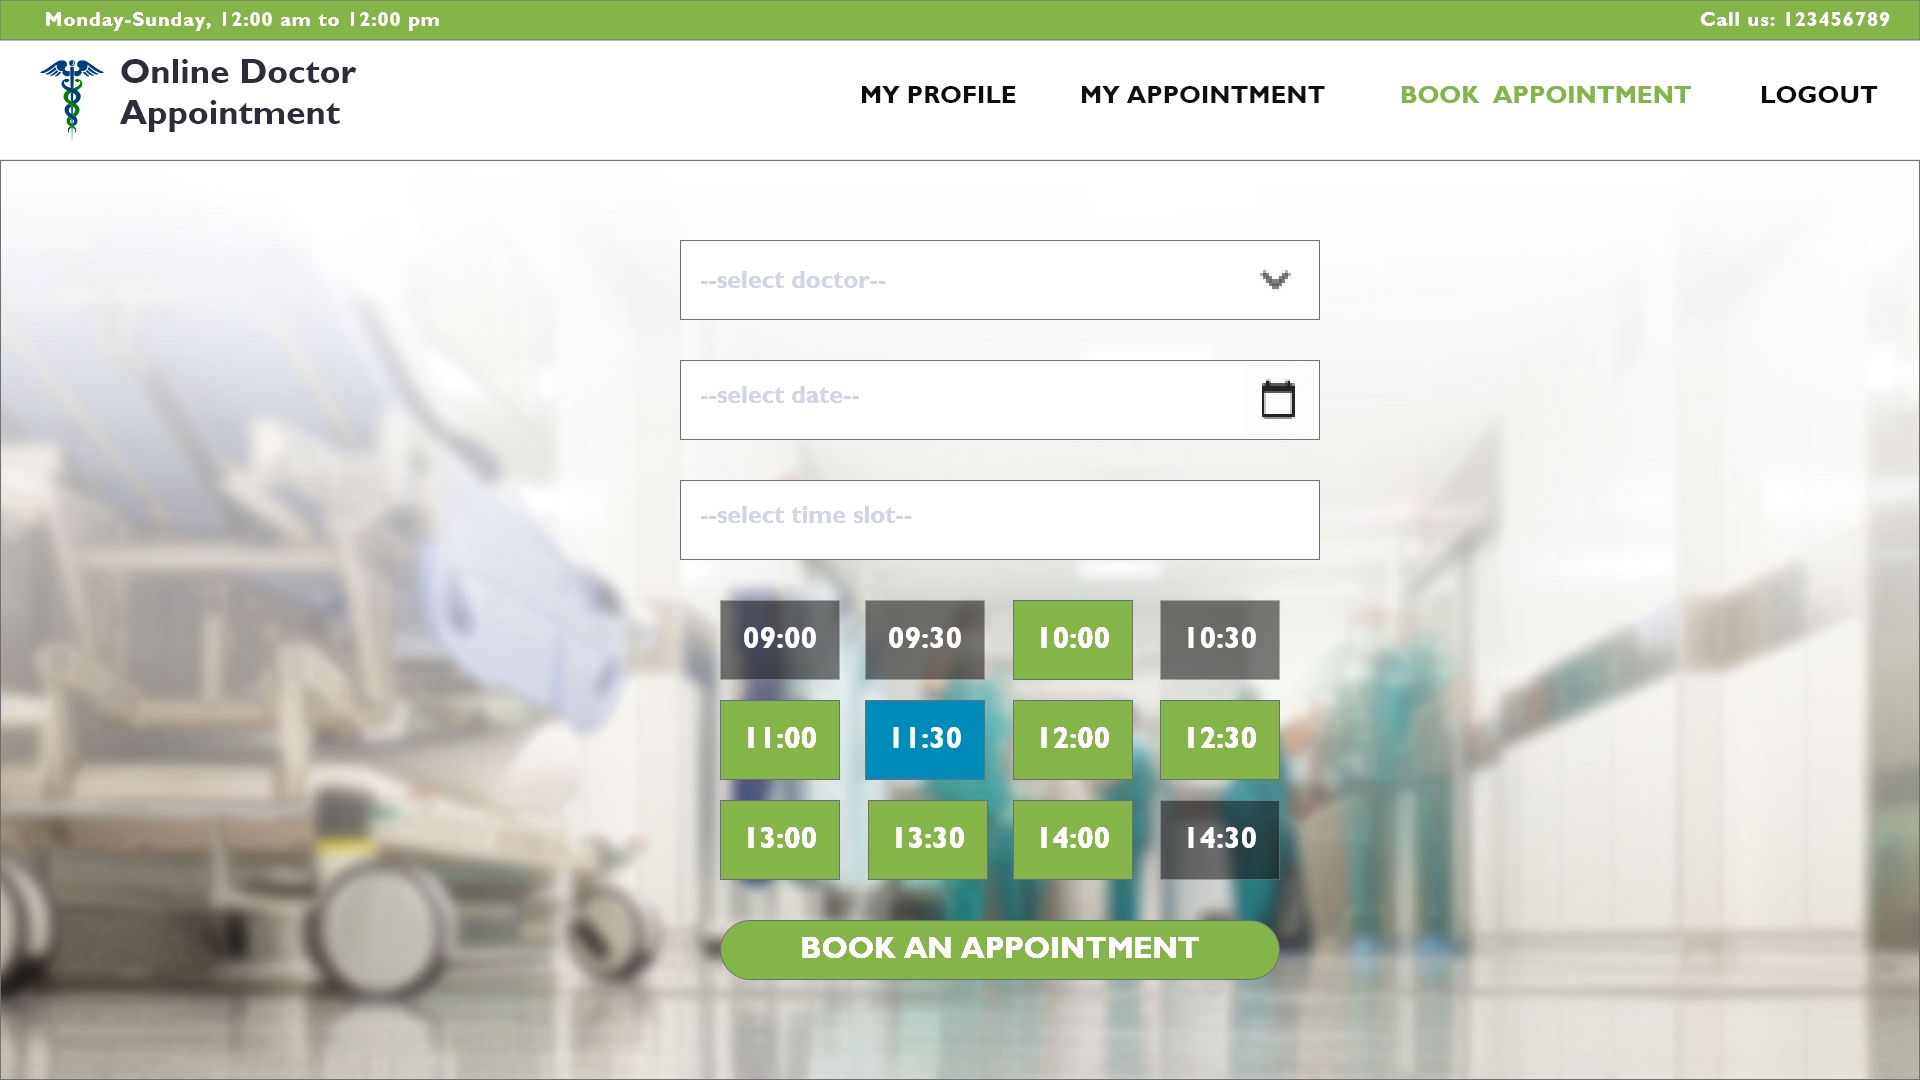 Monday-Sunday, 12:00 am to 12:00 pm
Call us: 123456789
Online Doctor
Appointment
MY PROFILE
MY APPOINTMENT
BOOK  APPOINTMENT
LOGOUT
--select doctor--
--select date--
--select time slot--
09:00 09:30 10:00 10:30
11:00 11:30 12:00 12:30
13:00 13:30 14:00 14:30
BOOK AN APPOINTMENT